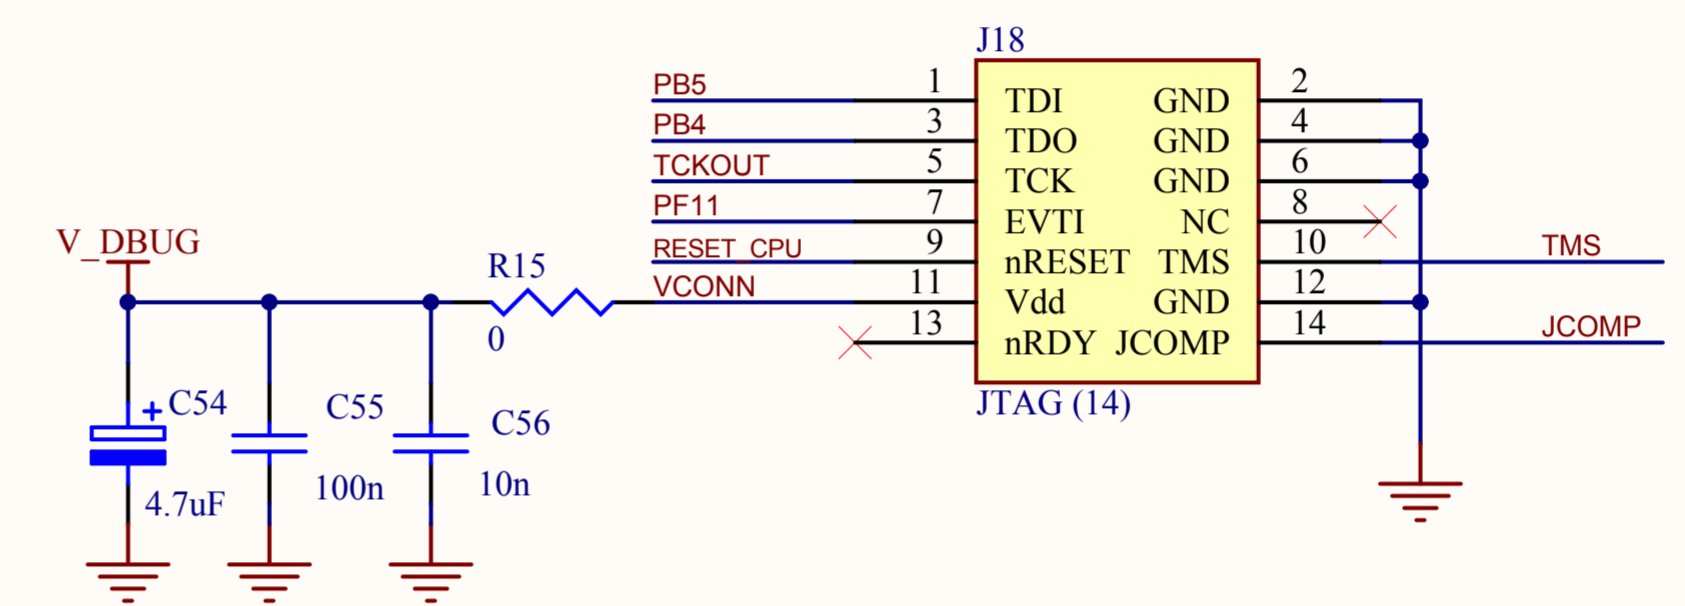 J18
PB5 1 TDI GND 2
PB4 3 TDO GND 4
TCKOUT 5 TCK GND 6
PF11 7 EVTI NC 8
RESET_CPU 9 nRESET TMS 10 TMS
VCONN 11 Vdd GND 12
13 nRDY JCOMP 14 JCOMP
JTAG (14)
V_DBUG
R15
0
+ C54
4.7uF
C55
100n
C56
10n